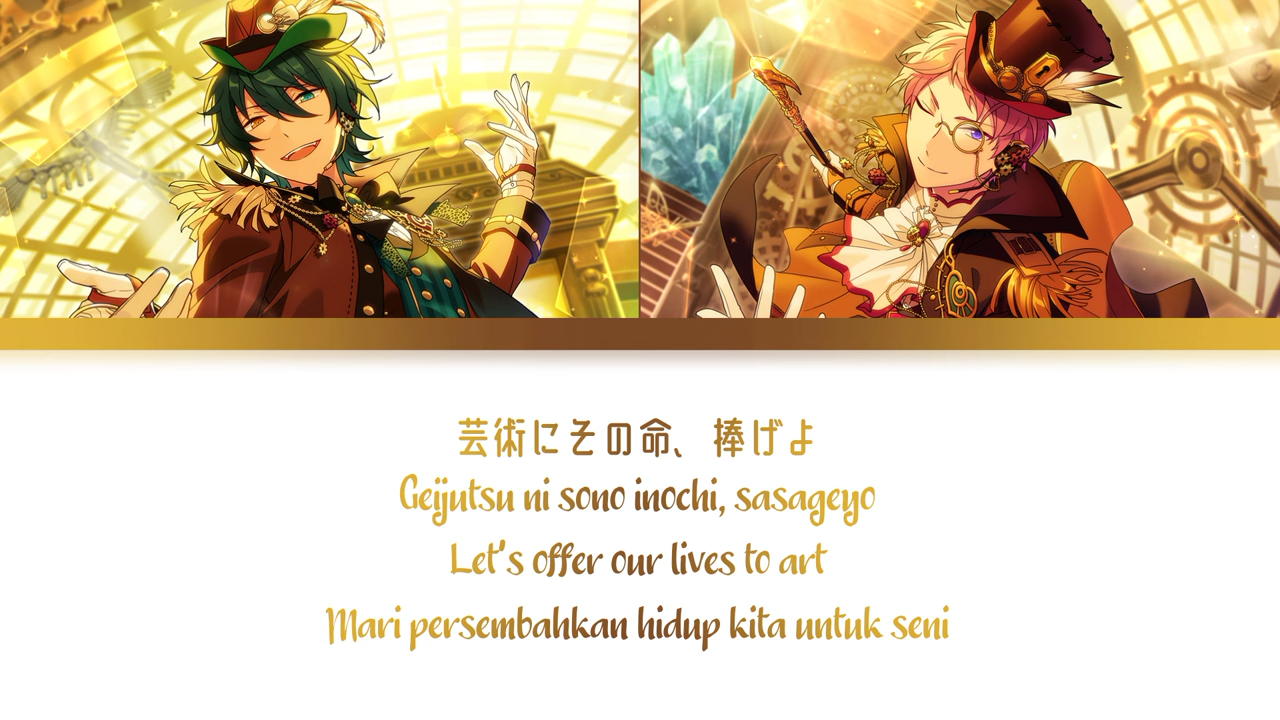 芸術にその命、捧げよ
Geijutsu ni sono inochi, sasageyo
Let's offer our lives to art
Mari persembahkan hidup kita untuk seni